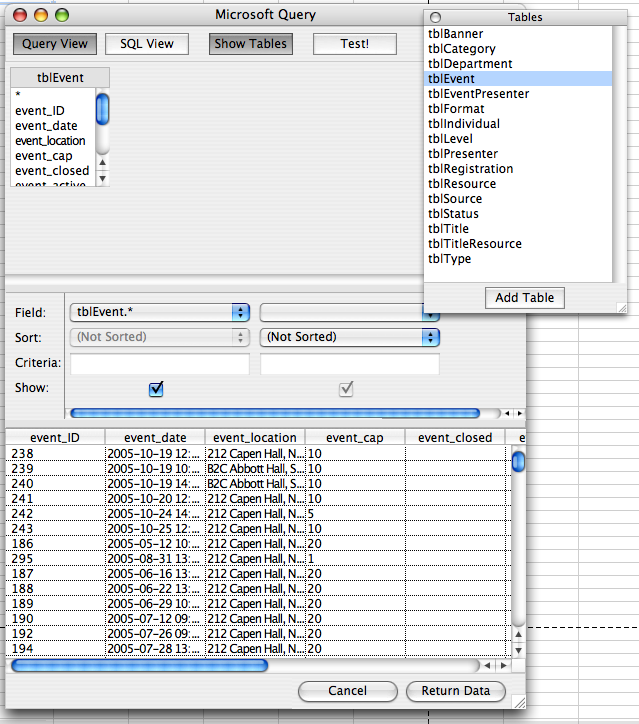 Microsoft Query
Query View SQL View Show Tables Test!
tblEvent
*
event_ID
event_date
event_location
event_cap
event_closed
event_active
Tables
tblBanner
tblCategory
tblDepartment
tblEvent
tblEventPresenter
tblFormat
tblIndividual
tblLevel
tblPresenter
tblRegistration
tblResource
tblSource
tblStatus
tblTitle
tblTitleResource
tblType
Add Table
Field: tblEvent.*
Sort: (Not Sorted) (Not Sorted)
Criteria:
Show:
event_ID event_date event_location event_cap event_closed e
238 2005-10-19 12:... 212 Capen Hall, N... 10
239 2005-10-19 10:... B2C Abbott Hall, S... 10
240 2005-10-19 14:... B2C Abbott Hall, S... 10
241 2005-10-20 12:... 212 Capen Hall, N... 10
242 2005-10-24 14:... 212 Capen Hall, N... 5
243 2005-10-25 12:... 212 Capen Hall, N... 10
186 2005-05-12 10:... 212 Capen Hall, N... 20
295 2005-08-31 13:... 212 Capen Hall, N... 1
187 2005-06-16 13:... 212 Capen Hall, N... 20
188 2005-06-22 13:... 212 Capen Hall, N... 20
189 2005-06-29 10:... 212 Capen Hall, N... 20
190 2005-07-12 09:... 212 Capen Hall, N... 20
192 2005-07-26 09:... 212 Capen Hall, N... 20
194 2005-07-28 13:... 212 Capen Hall, N... 20
Cancel Return Data